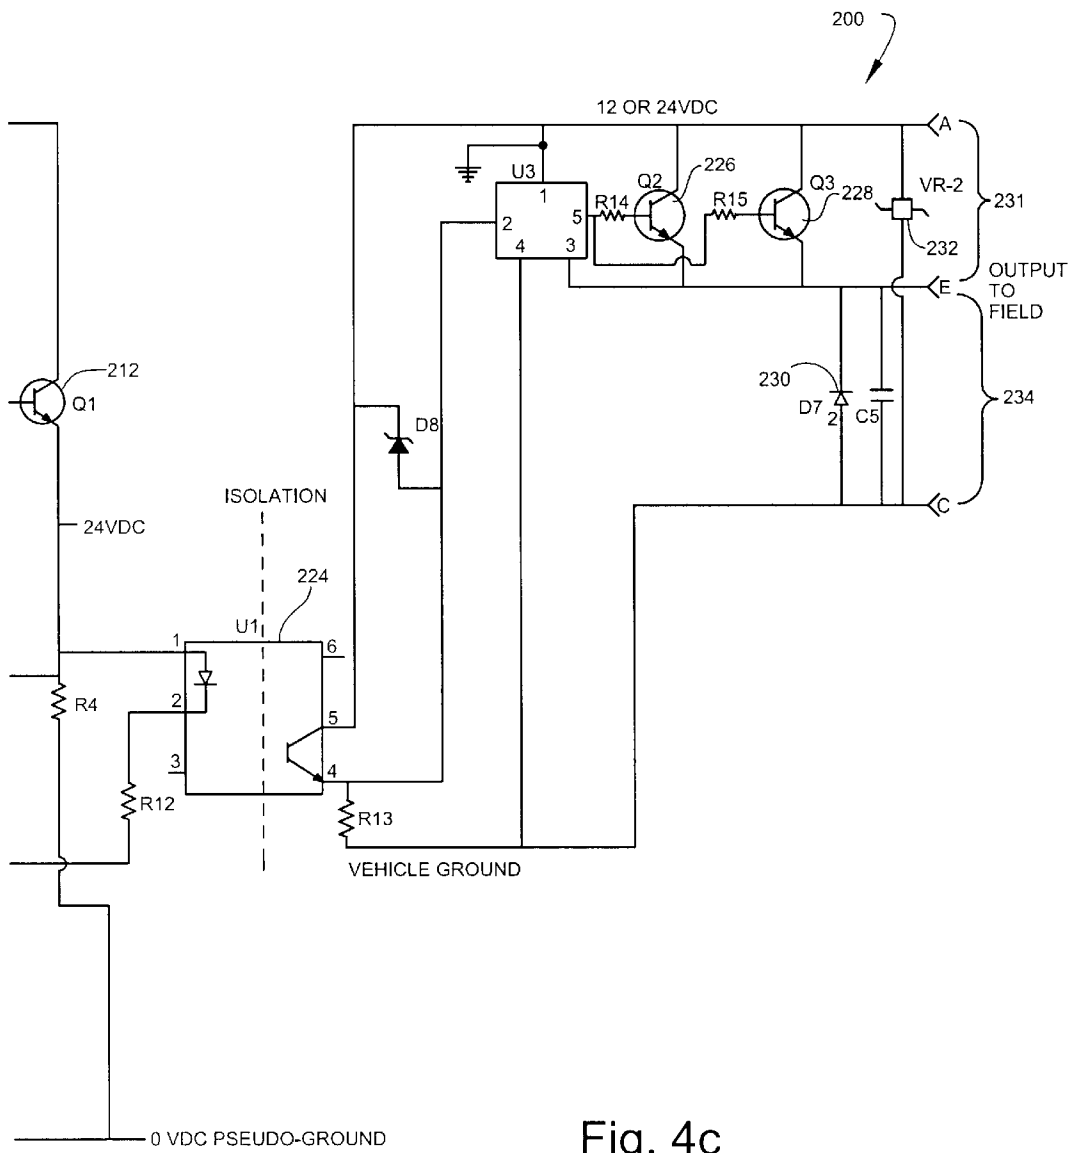 200
12 OR 24VDC
A
U3
1
2
4
3
5
R14
Q2
226
R15
Q3
228
VR-2
232
231
E
OUTPUT
TO
FIELD
212
Q1
230
D7
2
C5
234
D8
C
ISOLATION
24VDC
224
U1
1
6
2
R4
5
3
4
R12
R13
VEHICLE GROUND
0 VDC PSEUDO-GROUND
Fig. 4c